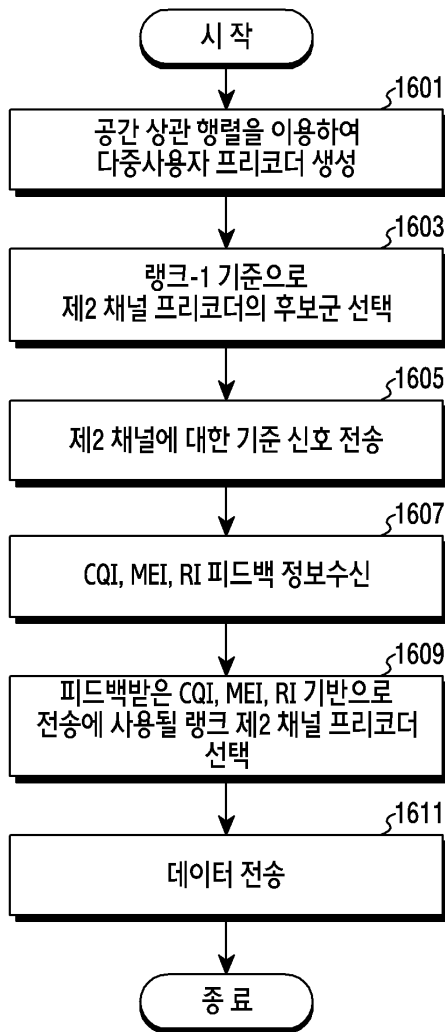 시 작
1601
공간 상관 행렬을 이용하여
다중사용자 프리코더 생성
1603
랭크-1 기준으로
제2 채널 프리코더의 후보군 선택
1605
제2 채널에 대한 기준 신호 전송
1607
CQI, MEI, RI 피드백 정보수신
1609
피드백받은 CQI, MEI, RI 기반으로
전송에 사용될 랭크 제2 채널 프리코더
선택
1611
데이터 전송
종 료